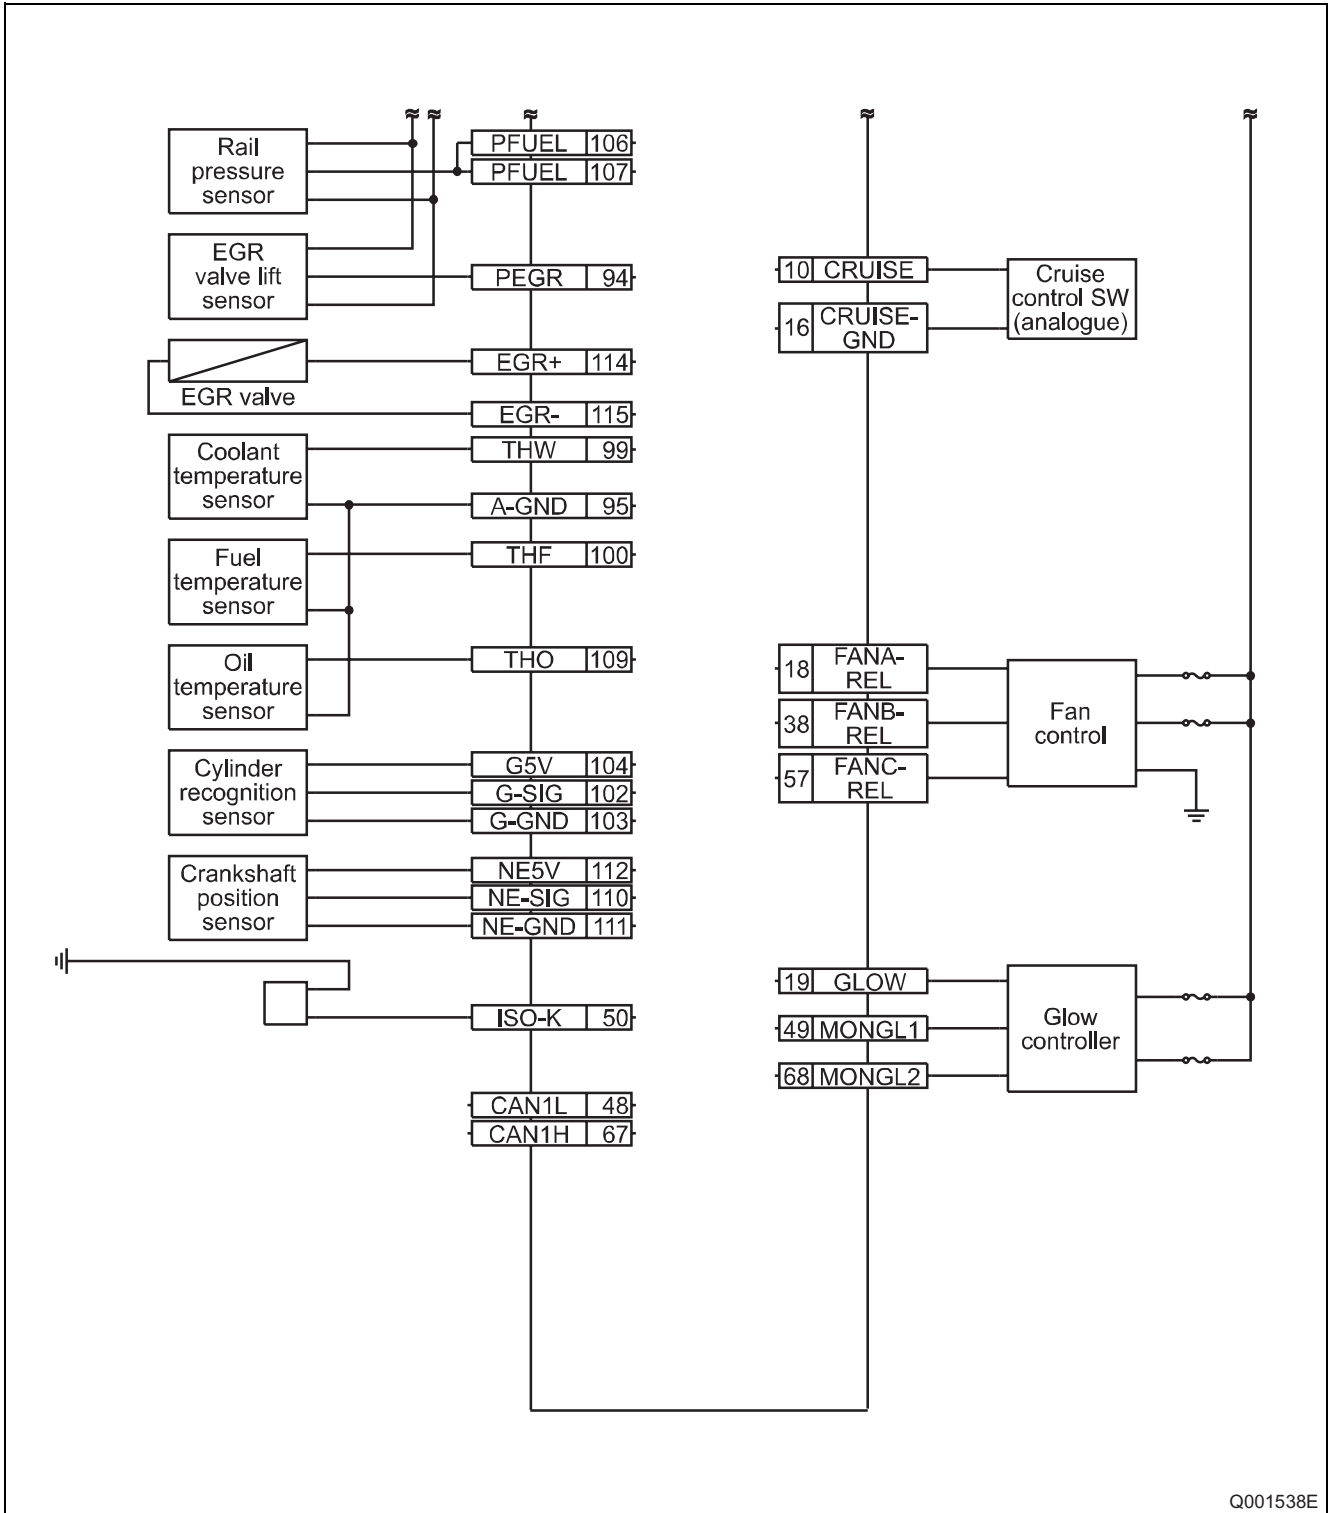 Rail
pressure
sensor
PFUEL 106
PFUEL 107
EGR
valve lift
sensor
PEGR 94
EGR valve
EGR+ 114
EGR- 115
Coolant
temperature
sensor
THW 99
A-GND 95
Fuel
temperature
sensor
THF 100
Oil
temperature
sensor
THO 109
Cylinder
recognition
sensor
G5V 104
G-SIG 102
G-GND 103
Crankshaft
position
sensor
NE5V 112
NE-SIG 110
NE-GND 111
ISO-K 50
CAN1L 48
CAN1H 67
10 CRUISE
16 CRUISE-
GND
Cruise
control SW
(analogue)
18 FANA-
REL
38 FANB-
REL
57 FANC-
REL
Fan
control
19 GLOW
49 MONGL1
68 MONGL2
Glow
controller
Q001538E